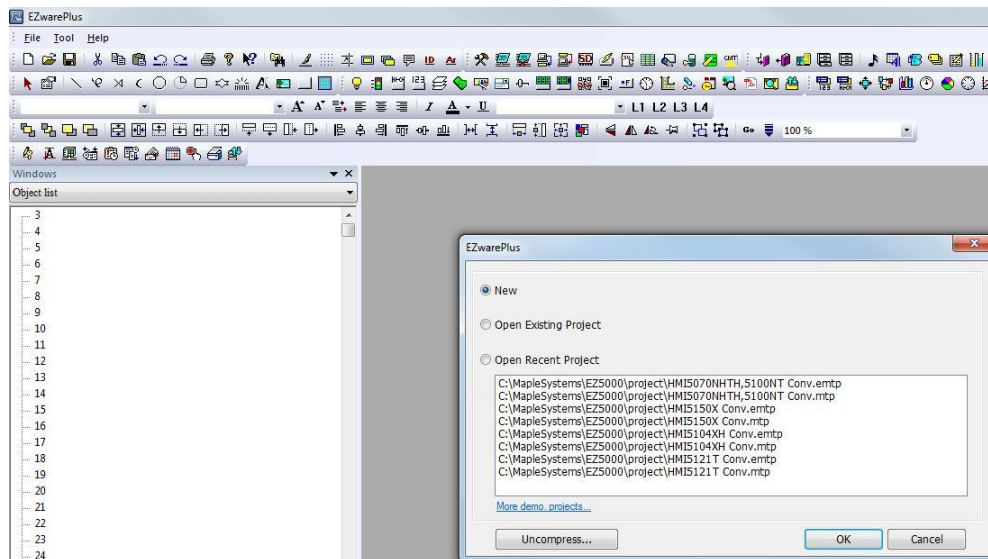 EZwarePlus
File Tool Help
L1 L2 L3 L4
100 %
Windows
Object list
3
4
5
6
7
8
9
10
11
12
13
14
15
16
17
18
19
20
21
22
23
24
EZwarePlus
New
Open Existing Project
Open Recent Project
C:\MapleSystems\EZ5000\project\HMI5070NHTH,5100NT Conv.emtp
C:\MapleSystems\EZ5000\project\HMI5070NHTH,5100NT Conv.mtp
C:\MapleSystems\EZ5000\project\HMI5150X Conv.emtp
C:\MapleSystems\EZ5000\project\HMI5150X Conv.mtp
C:\MapleSystems\EZ5000\project\HMI5104XH Conv.emtp
C:\MapleSystems\EZ5000\project\HMI5104XH Conv.mtp
C:\MapleSystems\EZ5000\project\HMI5121T Conv.emtp
C:\MapleSystems\EZ5000\project\HMI5121T Conv.mtp
More demo. projects...
Uncompress... OK Cancel